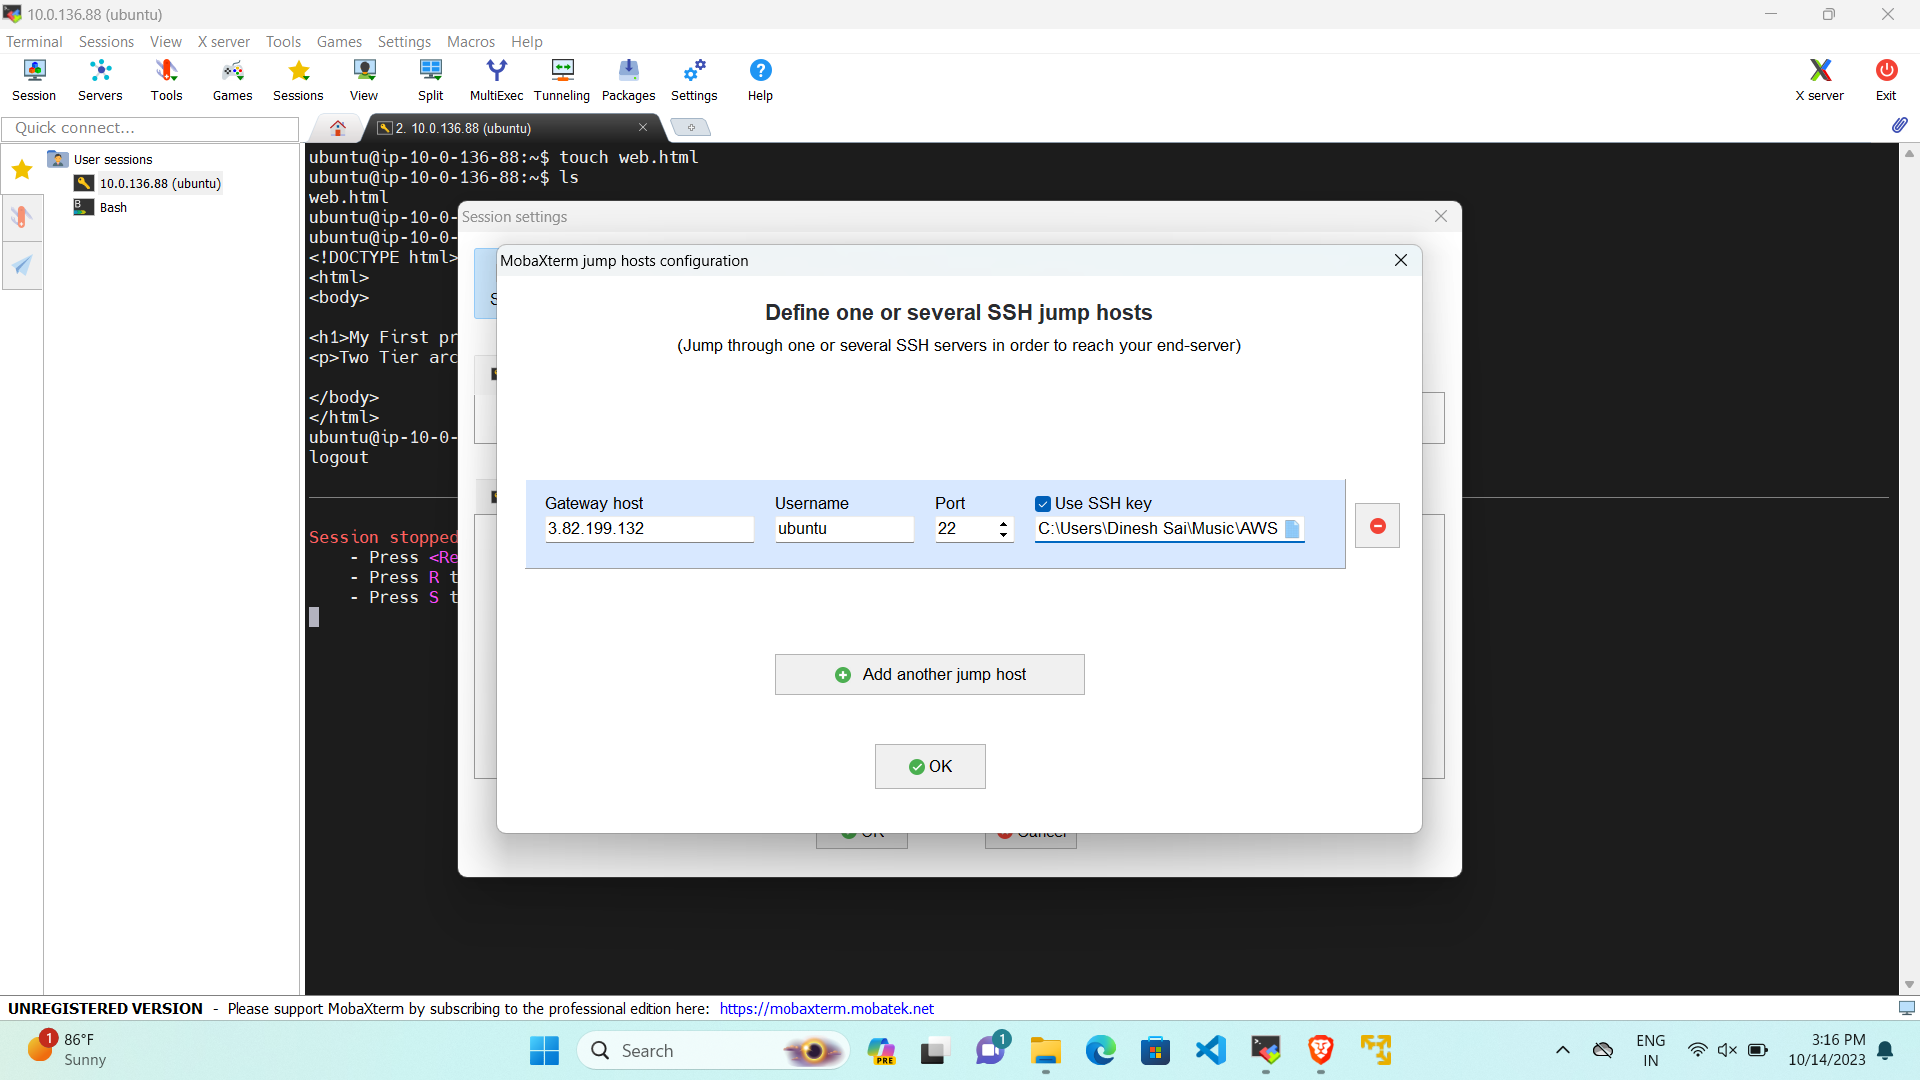 10.0.136.88 (ubuntu)
Terminal Sessions View X server Tools Games Settings Macros Help
Session Servers Tools Games Sessions View Split MultiExec Tunneling Packages Settings Help X server Exit
Quick connect...
2. 10.0.136.88 (ubuntu)
User sessions
10.0.136.88 (ubuntu)
Bash
ubuntu@ip-10-0-136-88:~$ touch web.html
ubuntu@ip-10-0-136-88:~$ ls
web.html
ubuntu@ip-10-0-
ubuntu@ip-10-0-
<!DOCTYPE html>
<html>
<body>
<h1>My First pr
<p>Two Tier arc
</body>
</html>
ubuntu@ip-10-0-
logout
Session stopped
- Press <Re
- Press R t
- Press S t
Session settings
S
MobaXterm jump hosts configuration
Define one or several SSH jump hosts
(Jump through one or several SSH servers in order to reach your end-server)
Gateway host Username Port Use SSH key
3.82.199.132 ubuntu 22 C:\Users\Dinesh Sai\Music\AWS
Add another jump host
OK
OK Cancel
UNREGISTERED VERSION - Please support MobaXterm by subscribing to the professional edition here: https://mobaxterm.mobatek.net
1
86°F
Sunny
Search
PRE
1
ENG
IN
3:16 PM
10/14/2023